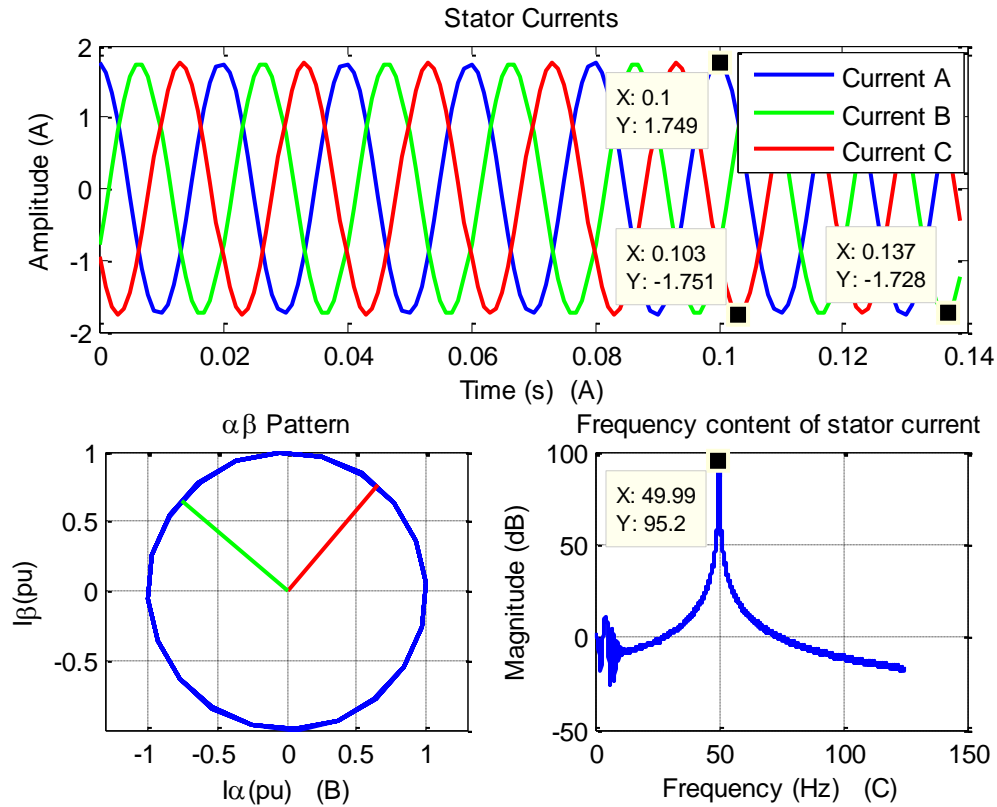 Stator Currents
Amplitude (A)
2
1
0
-1
-2
X: 0.1
Y: 1.749
Current A
Current B
Current C
X: 0.103
Y: -1.751
X: 0.137
Y: -1.728
0 0.02 0.04 0.06 0.08 0.1 0.12 0.14
Time (s) (A)
αβ Pattern
Iβ(pu)
1
0.5
0
-0.5
-1 -0.5 0 0.5 1
Iα(pu) (B)
Frequency content of stator current
Magnitude (dB)
100
50
0
-50
X: 49.99
Y: 95.2
0 50 100 150
Frequency (Hz) (C)